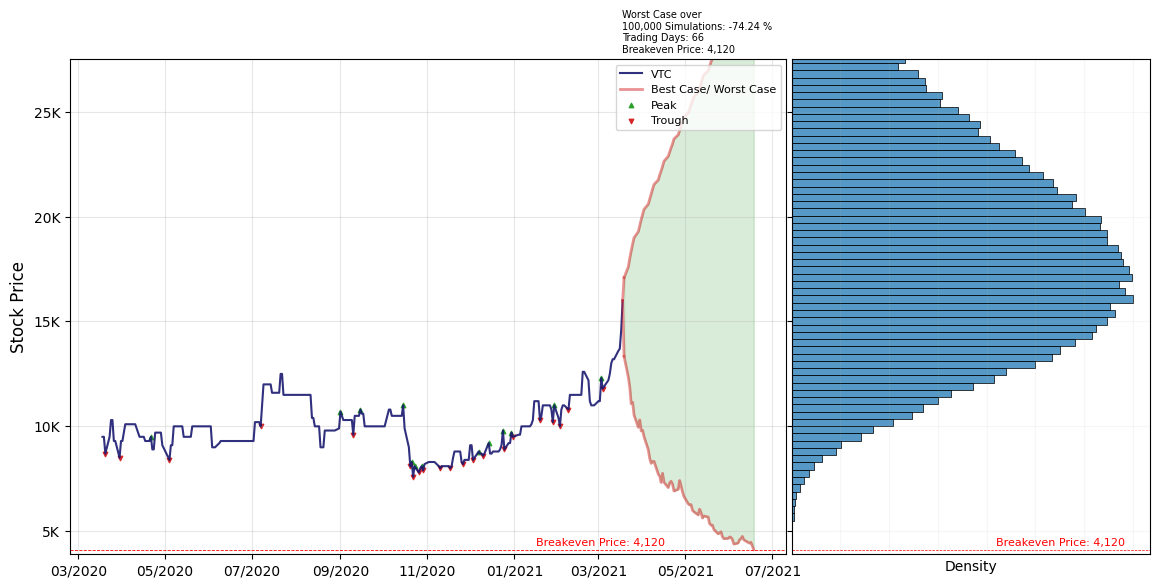 Worst Case over
100,000 Simulations: -74.24 %
Trading Days: 66
Breakeven Price: 4,120
VTC
Best Case/ Worst Case
Peak
Trough
Stock Price
25K
20K
15K
10K
5K
Breakeven Price: 4,120
Breakeven Price: 4,120
03/2020 05/2020 07/2020 09/2020 11/2020 01/2021 03/2021 05/2021 07/2021
Density